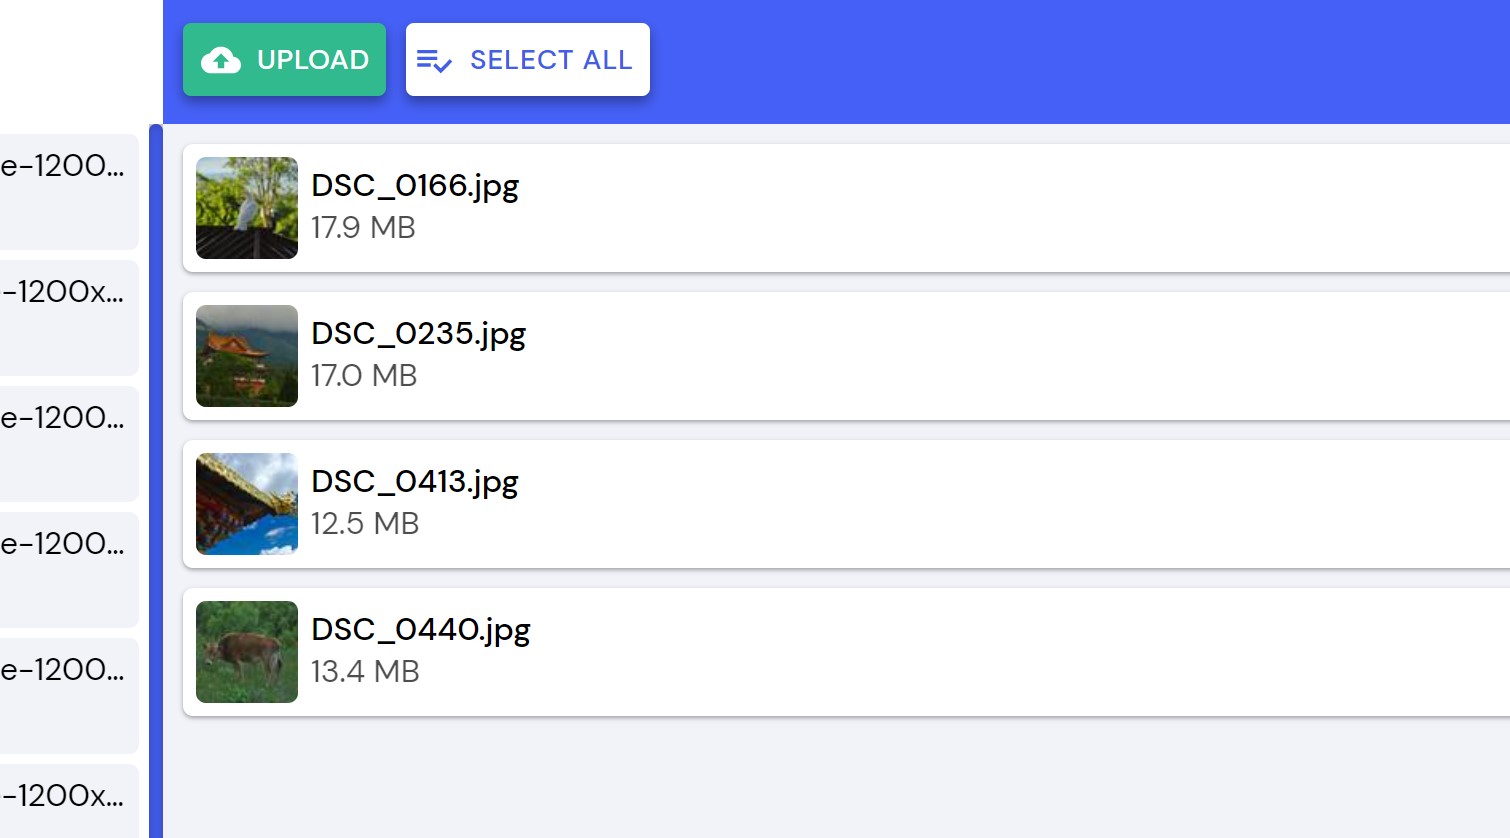 UPLOAD
SELECT ALL
e-1200...
-1200x...
e-1200...
e-1200...
e-1200...
-1200x...
DSC_0166.jpg
17.9 MB
DSC_0235.jpg
17.0 MB
DSC_0413.jpg
12.5 MB
DSC_0440.jpg
13.4 MB